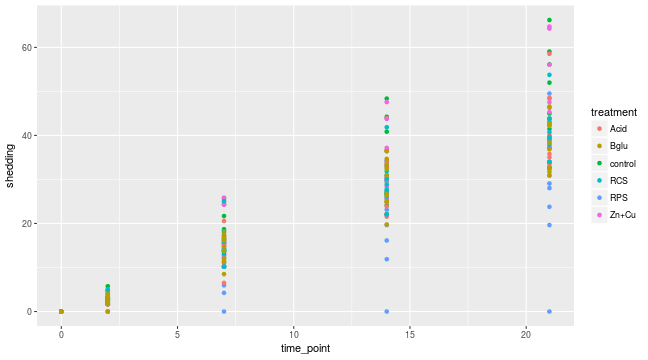 60
40
20
0
0
5
10
15
20
time_point
shedding
treatment
Acid
Bglu
control
RCS
RPS
Zn+Cu